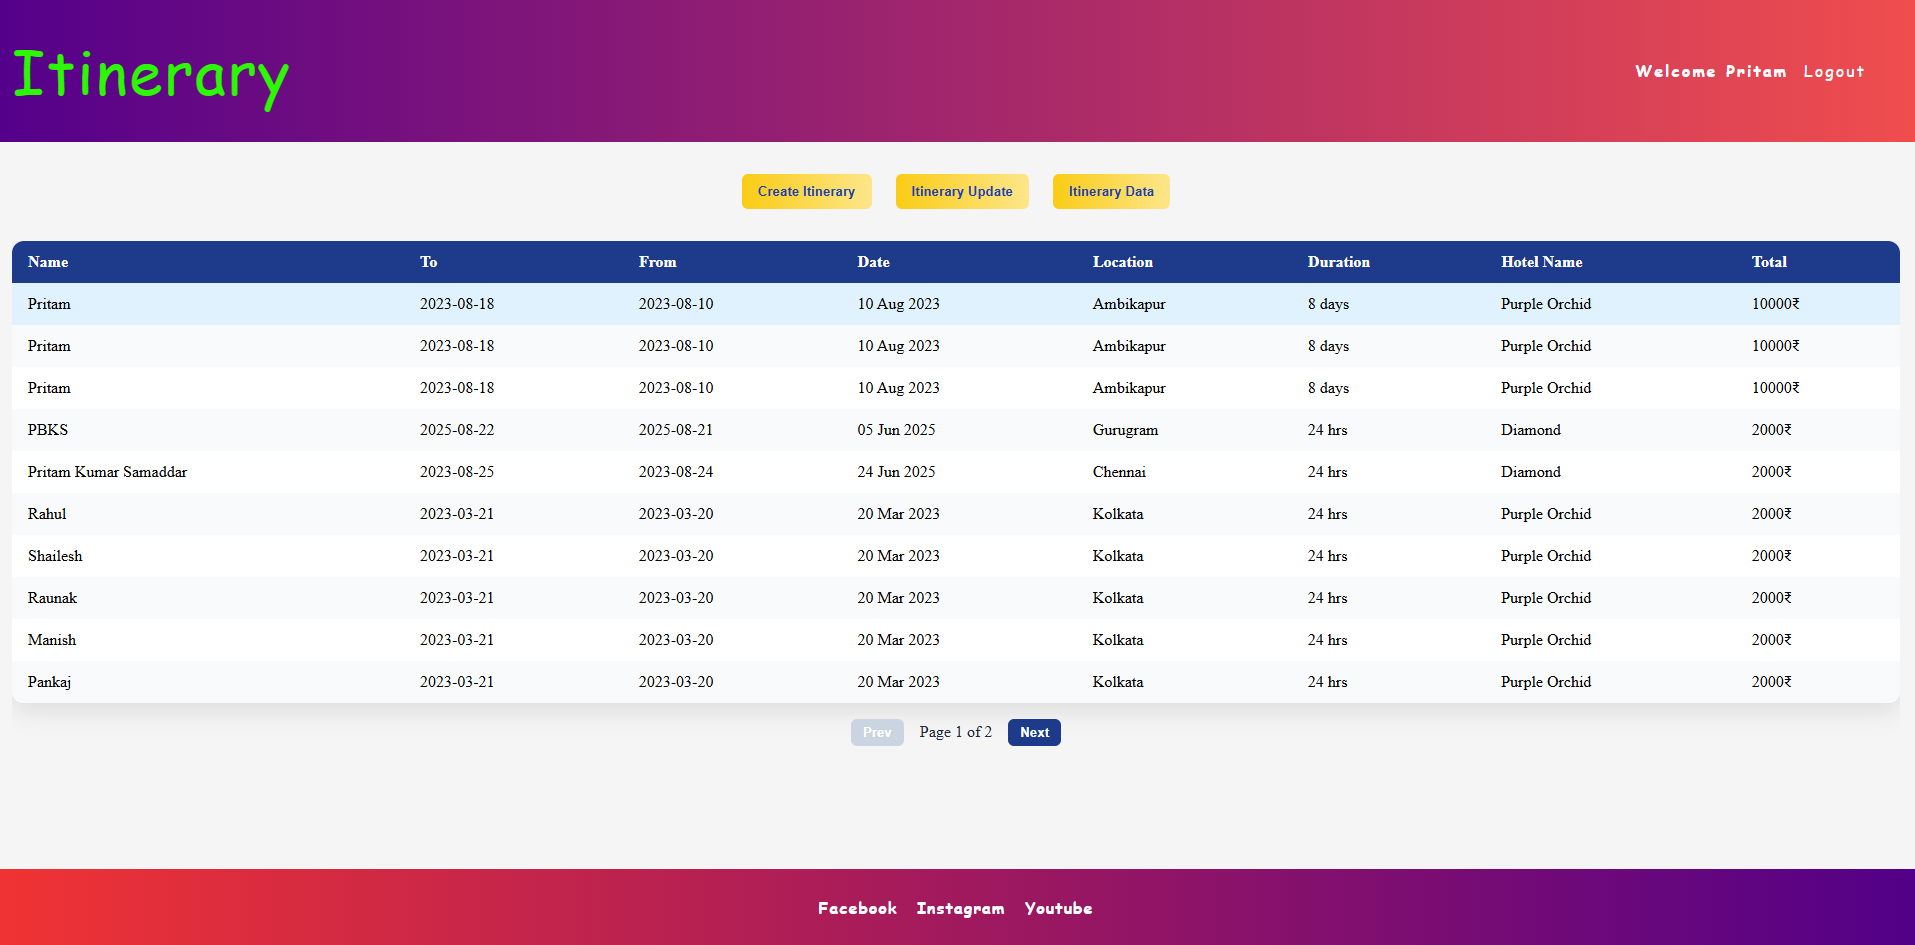 Itinerary
Welcome Pritam Logout
Create Itinerary Itinerary Update Itinerary Data
Name To From Date Location Duration Hotel Name Total
Pritam 2023-08-18 2023-08-10 10 Aug 2023 Ambikapur 8 days Purple Orchid 10000₹
Pritam 2023-08-18 2023-08-10 10 Aug 2023 Ambikapur 8 days Purple Orchid 10000₹
Pritam 2023-08-18 2023-08-10 10 Aug 2023 Ambikapur 8 days Purple Orchid 10000₹
PBKS 2025-08-22 2025-08-21 05 Jun 2025 Gurugram 24 hrs Diamond 2000₹
Pritam Kumar Samaddar 2023-08-25 2023-08-24 24 Jun 2025 Chennai 24 hrs Diamond 2000₹
Rahul 2023-03-21 2023-03-20 20 Mar 2023 Kolkata 24 hrs Purple Orchid 2000₹
Shailesh 2023-03-21 2023-03-20 20 Mar 2023 Kolkata 24 hrs Purple Orchid 2000₹
Raunak 2023-03-21 2023-03-20 20 Mar 2023 Kolkata 24 hrs Purple Orchid 2000₹
Manish 2023-03-21 2023-03-20 20 Mar 2023 Kolkata 24 hrs Purple Orchid 2000₹
Pankaj 2023-03-21 2023-03-20 20 Mar 2023 Kolkata 24 hrs Purple Orchid 2000₹
Prev Page 1 of 2 Next
Facebook Instagram Youtube